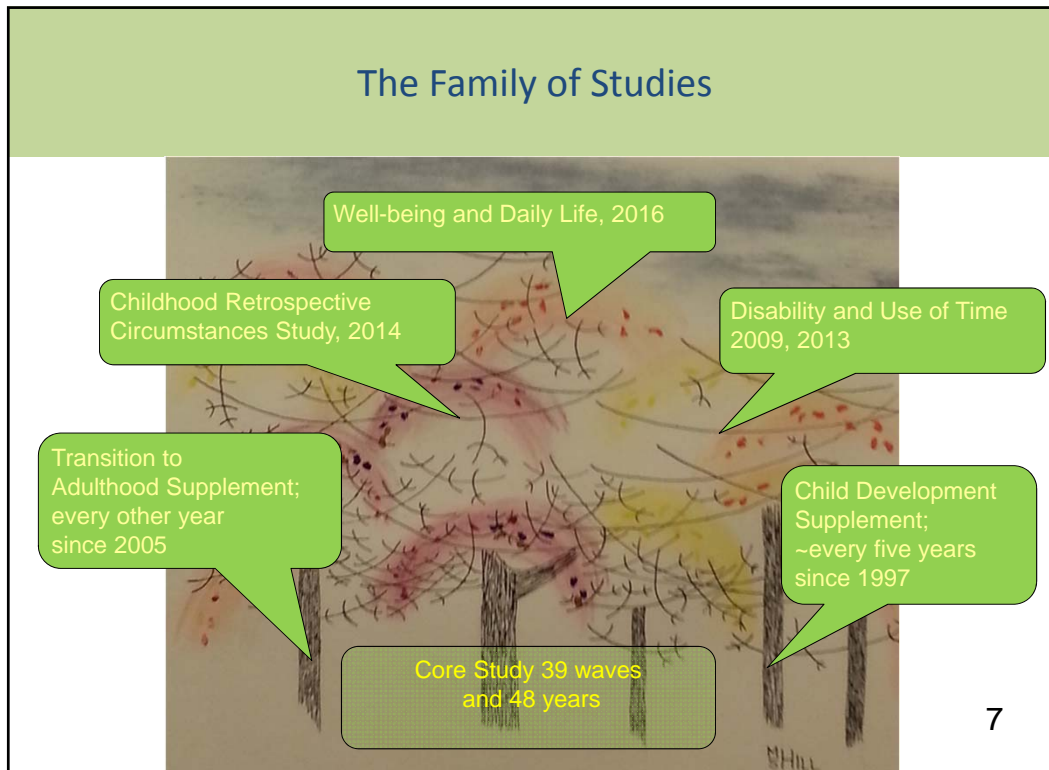 The Family of Studies
Well-being and Daily Life, 2016
Childhood Retrospective
Circumstances Study, 2014
Disability and Use of Time
2009, 2013
Transition to
Adulthood Supplement;
every other year
since 2005
Child Development
Supplement;
~every five years
since 1997
Core Study 39 waves
and 48 years
7
HILL